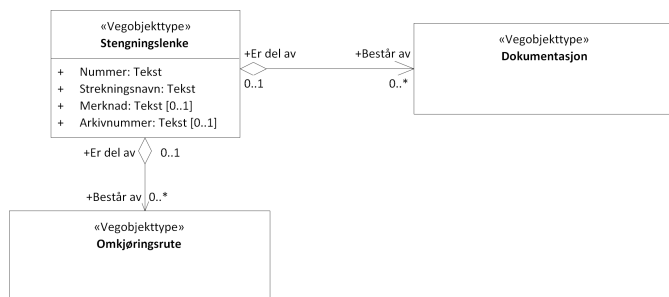 «Vegobjekttype»
Stengningslenke
+ Nummer: Tekst
+ Strekningsnavn: Tekst
+ Merknad: Tekst [0..1]
+ Arkivnummer: Tekst [0..1]
+Er del av
0..1
+Består av
0..*
«Vegobjekttype»
Dokumentasjon
+Er del av 0..1
+Består av 0..*
«Vegobjekttype»
Omkjøringsrute